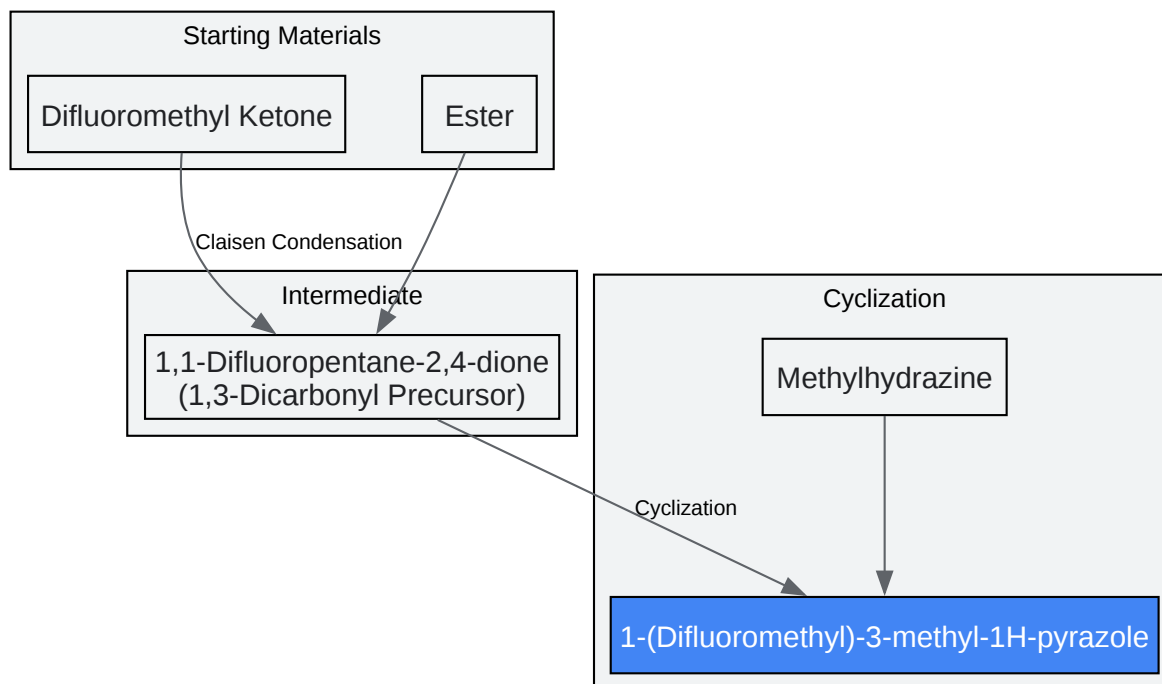 Starting Materials
Difluoromethyl Ketone
Ester
Claisen Condensation
Intermediate
1,1-Difluoropentane-2,4-dione
(1,3-Dicarbonyl Precursor)
Cyclization
Methylhydrazine
Cyclization
1-(Difluoromethyl)-3-methyl-1H-pyrazole